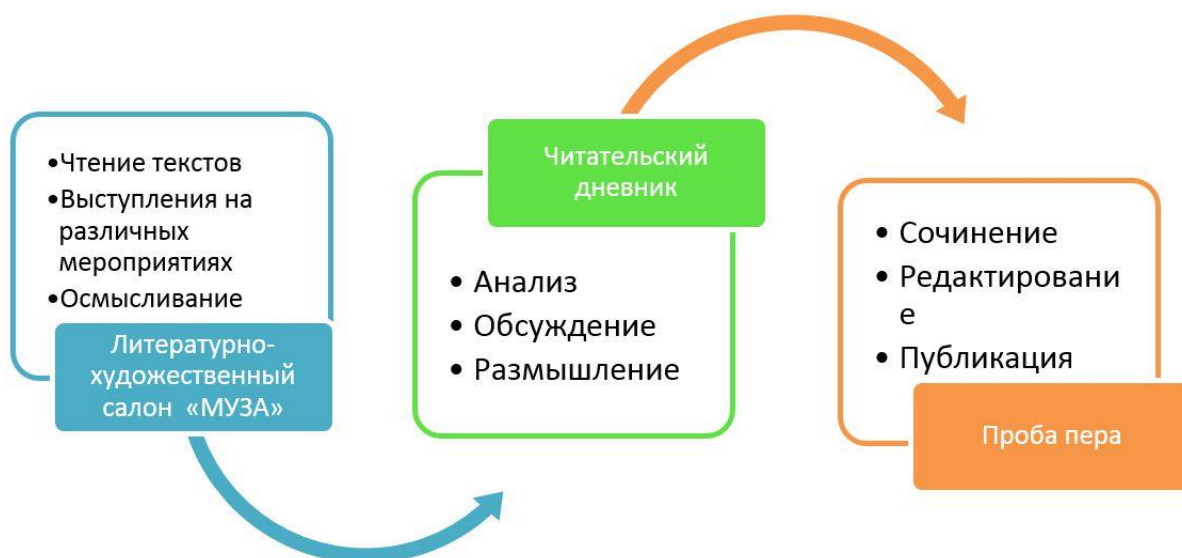 •Чтение текстов
•Выступления на
различных
мероприятиях
•Осмысливание
Литературно-
художественный
салон «МУЗА»
Читательский
дневник
• Анализ
• Обсуждение
• Размышление
• Сочинение
• Редактировани
е
• Публикация
Проба пера